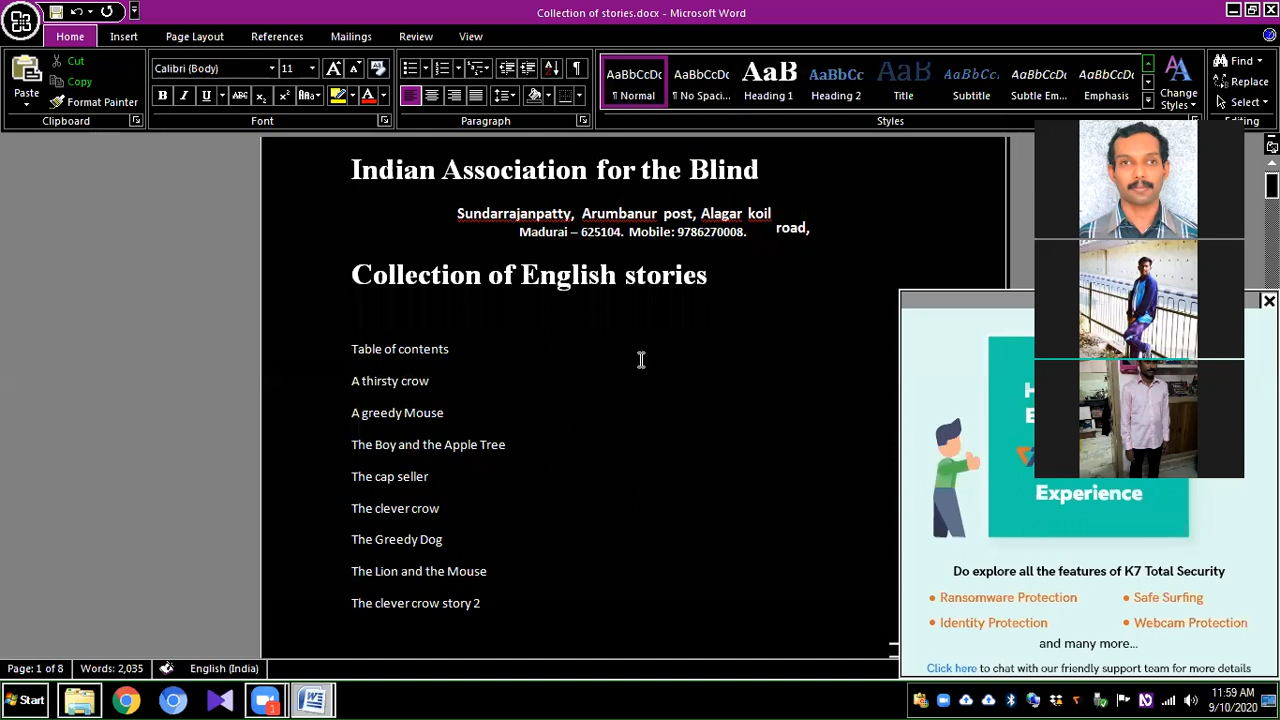 Collection of stories.docx - Microsoft Word
Home Insert Page Layout References Mailings Review View
Paste
Cut
Copy
Format Painter
Clipboard
Calibri (Body) 11
B I U ABC
Font
Paragraph
AaBbCcDc AaBbCcDc AaB AaBbCc AaBbCc AaBbCc AaBbCcDc AaBbCcDc
¶ Normal ¶ No Spaci... Heading 1 Heading 2 Title Subtitle Subtle Em... Emphasis
Change
Styles
Styles
Find
Replace
Select
Editing
Indian Association for the Blind
Sundarrajanpatty, Arumbanur post, Alagar koil road,
Madurai – 625104. Mobile: 9786270008.
Collection of English stories
Table of contents
A thirsty crow
A greedy Mouse
The Boy and the Apple Tree
The cap seller
The clever crow
The Greedy Dog
The Lion and the Mouse
The clever crow story 2
Experience
Do explore all the features of K7 Total Security
• Ransomware Protection • Safe Surfing
• Identity Protection • Webcam Protection
and many more...
Click here to chat with our friendly support team for more details
Page: 1 of 8 Words: 2,035 English (India)
Start
1
11:59 AM
9/10/2020